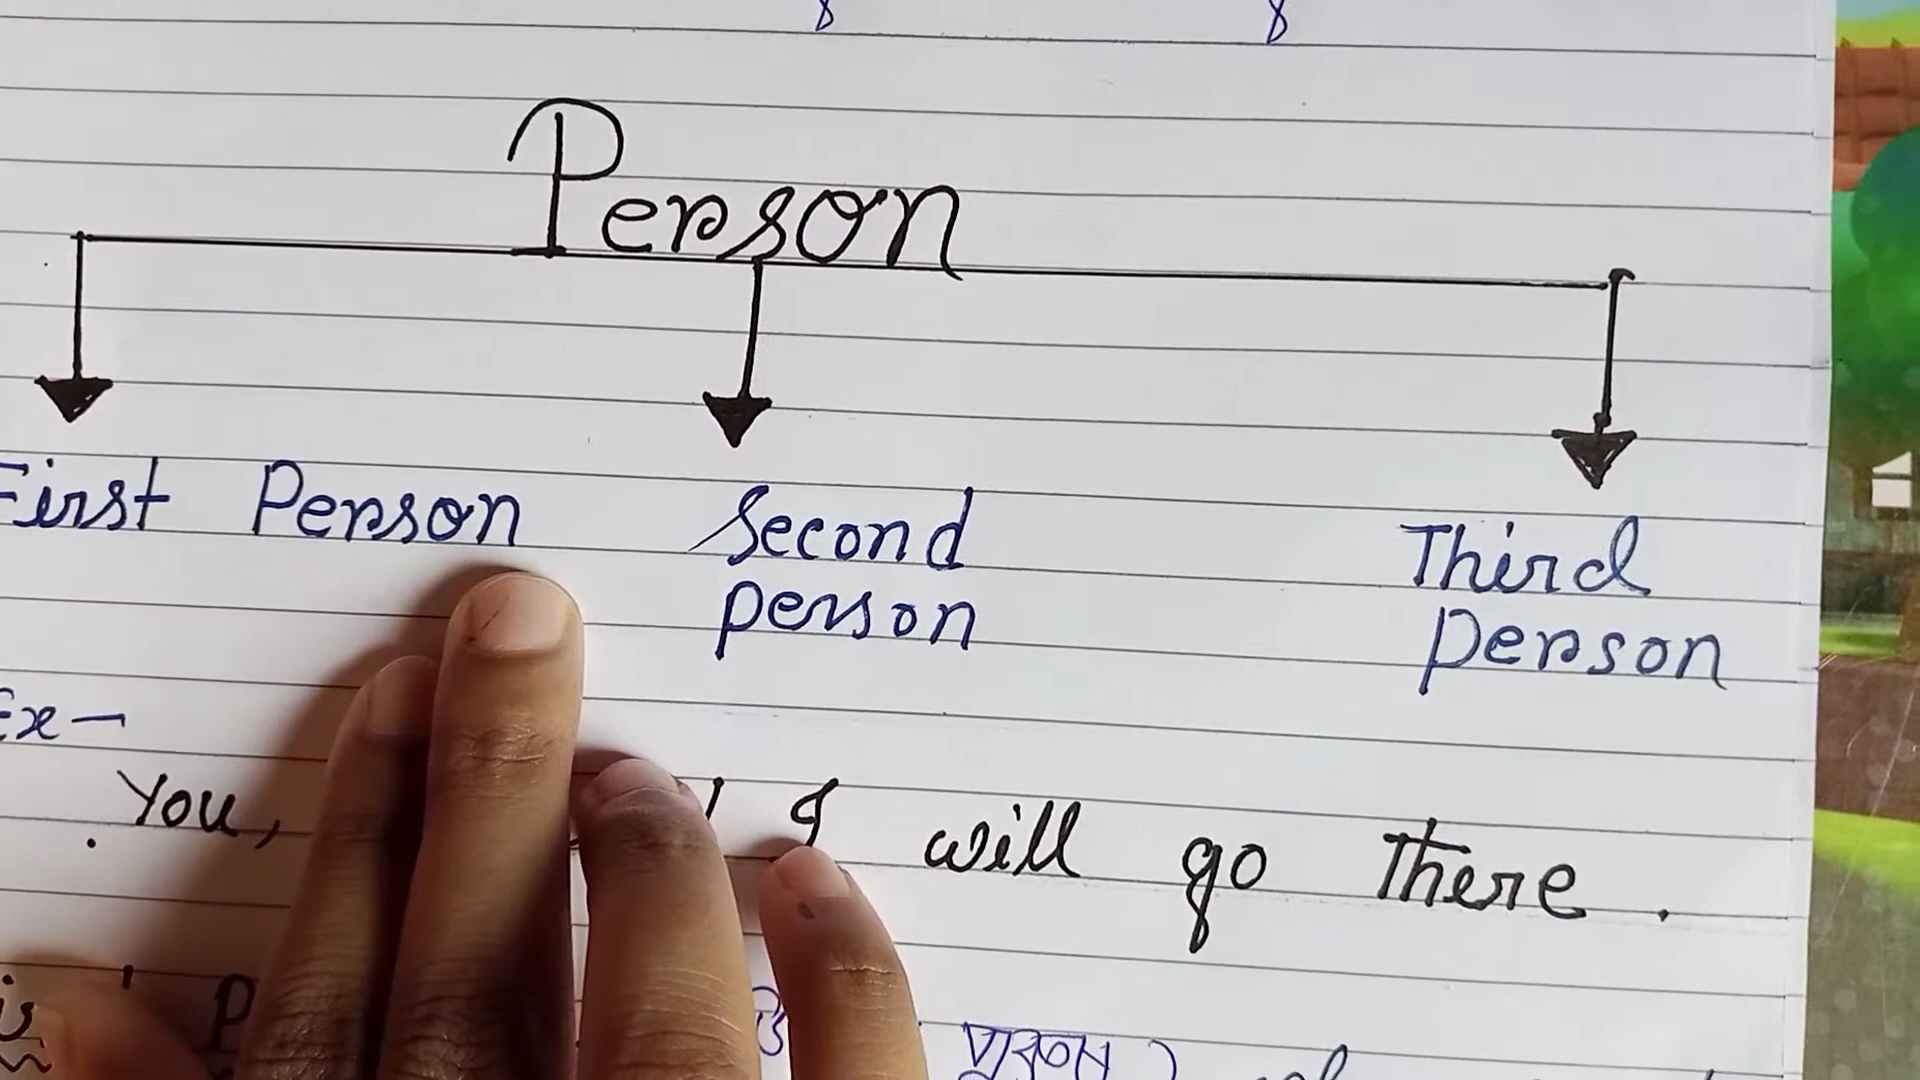 Person
First Person Second person Third person
Ex-
You, I will go there.